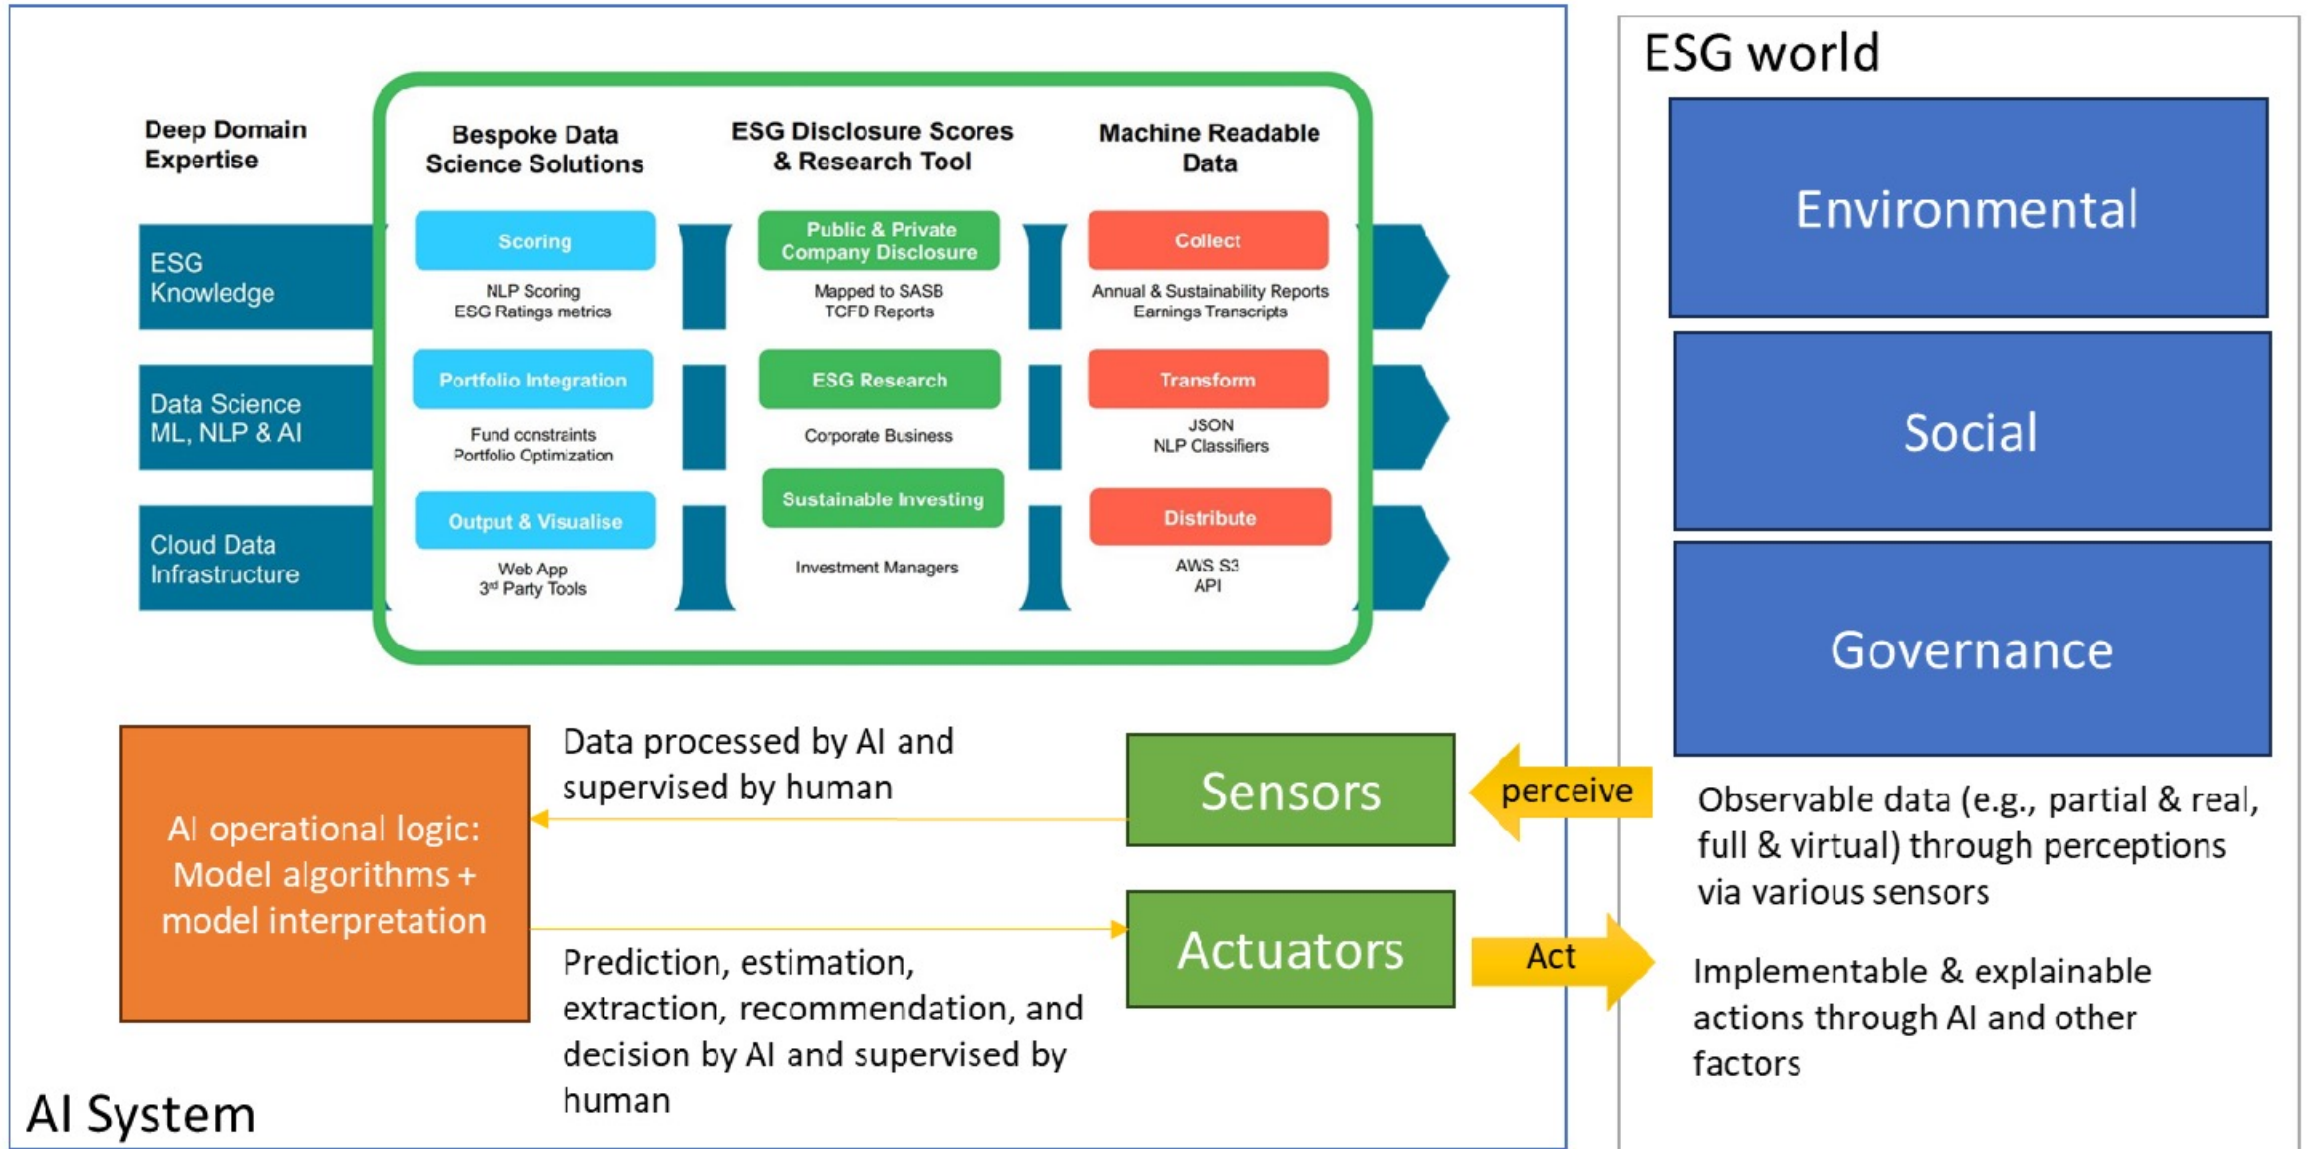 Deep Domain
Expertise
Bespoke Data
Science Solutions
ESG Disclosure Scores
& Research Tool
Machine Readable
Data
ESG
Knowledge
Scoring
NLP Scoring
ESG Ratings metrics
Public & Private
Company Disclosure
Mapped to SASB
TCFD Reports
Collect
Annual & Sustainability Reports
Earnings Transcripts
Data Science
ML, NLP & AI
Portfolio Integration
Fund constraints
Portfolio Optimization
ESG Research
Corporate Business
Transform
JSON
NLP Classifiers
Cloud Data
Infrastructure
Output & Visualise
Web App
3rd Party Tools
Sustainable Investing
Investment Managers
Distribute
AWS S3
API
AI operational logic:
Model algorithms +
model interpretation
Data processed by AI and
supervised by human
Sensors
Prediction, estimation,
extraction, recommendation, and
decision by AI and supervised by
human
Actuators
AI System
perceive
Act
ESG world
Environmental
Social
Governance
Observable data (e.g., partial & real,
full & virtual) through perceptions
via various sensors
Implementable & explainable
actions through AI and other
factors